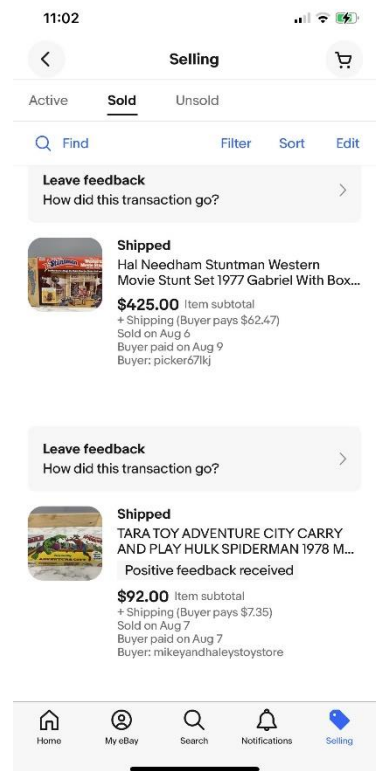 11:02
Selling
Active Sold Unsold
Find Filter Sort Edit
Leave feedback
How did this transaction go?
Shipped
Hal Needham Stuntman Western
Movie Stunt Set 1977 Gabriel With Box...
$425.00 Item subtotal
+ Shipping (Buyer pays $62.47)
Sold on Aug 6
Buyer paid on Aug 9
Buyer: picker67lkj
Leave feedback
How did this transaction go?
Shipped
TARA TOY ADVENTURE CITY CARRY
AND PLAY HULK SPIDERMAN 1978 M...
Positive feedback received
$92.00 Item subtotal
+ Shipping (Buyer pays $7.35)
Sold on Aug 7
Buyer paid on Aug 7
Buyer: mikeyandhaleystoystore
Home My eBay Search Notifications Selling